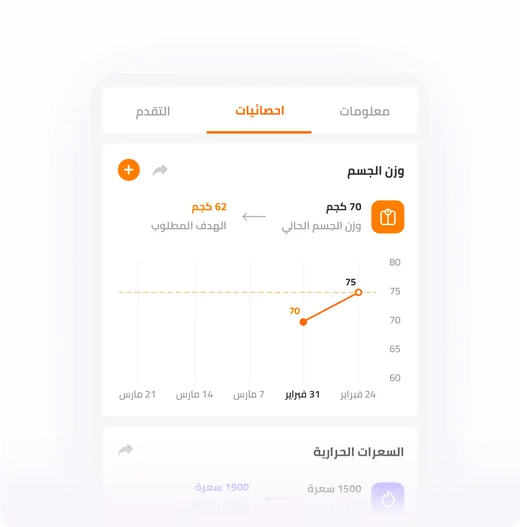 معلومات
احصائيات
التقدم
وزن الجسم
70 كجم
62 كجم
وزن الجسم الحالي
الهدف المطلوب
80
75
75
70
70
65
60
24 فبراير
31 فبراير
7 مارس
14 مارس
21 مارس
السعرات الحرارية
1500 سعرة
1900 سعرة